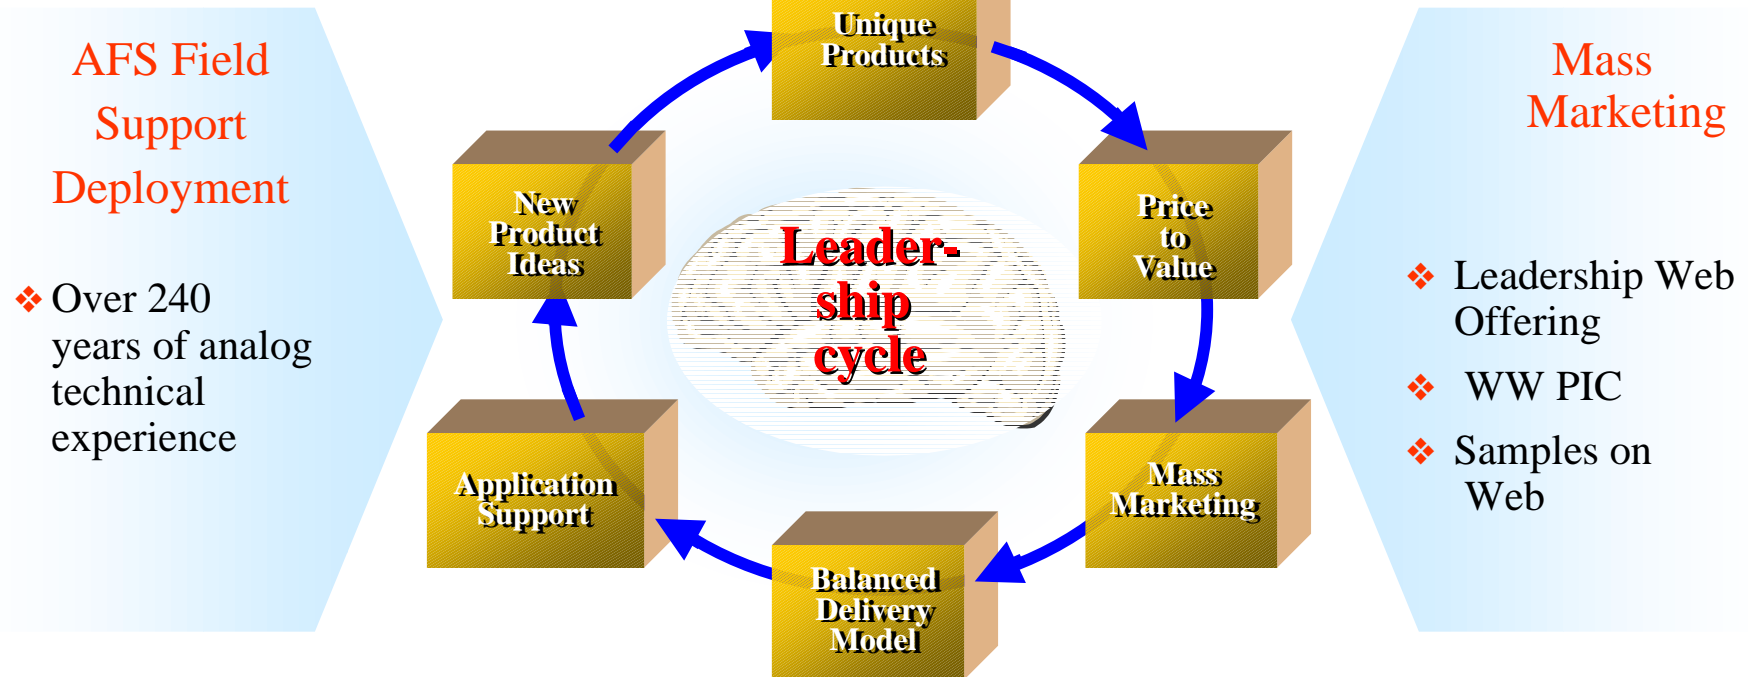 AFS Field
Support
Deployment
❖ Over 240
years of analog
technical
experience
Unique
Products
Price
to
Value
Mass
Marketing
Balanced
Delivery
Model
Application
Support
New
Product
Ideas
Leader-
ship
cycle
Mass
Marketing
❖ Leadership Web
Offering
❖ WW PIC
❖ Samples on
Web